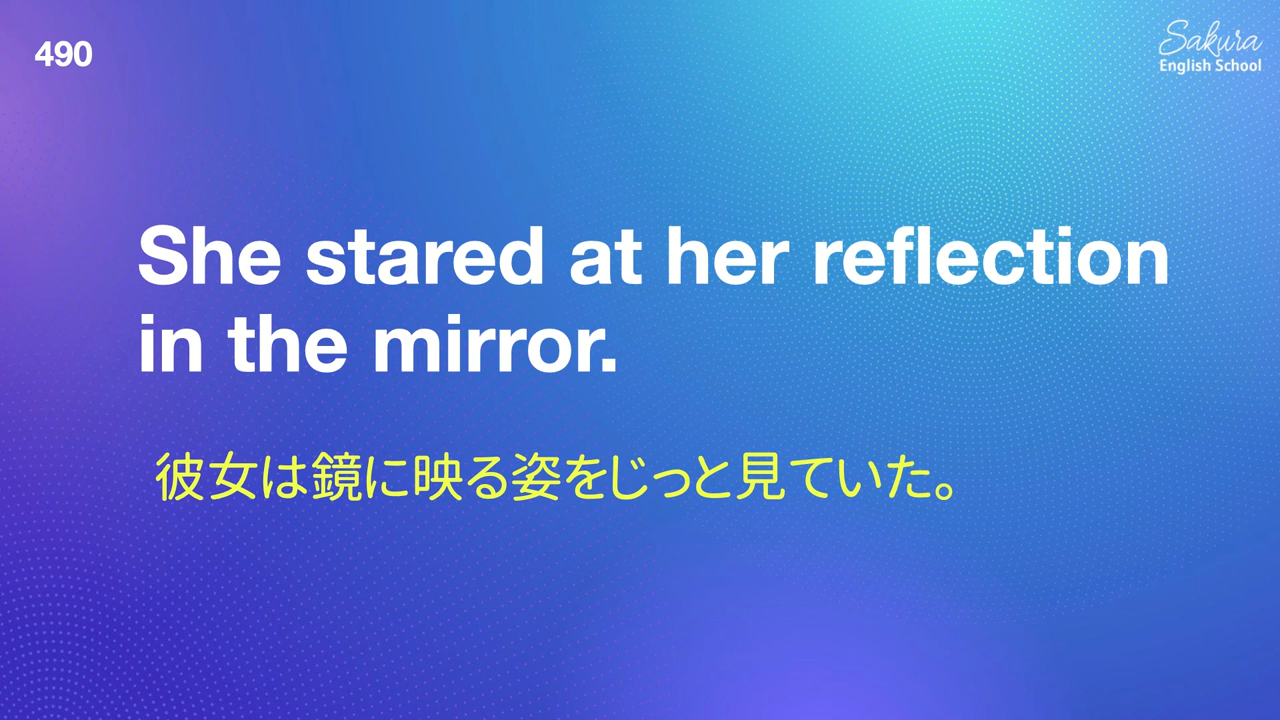 490
Sakura
English School
She stared at her reflection
in the mirror.
彼女は鏡に映る姿をじっと見ていた。